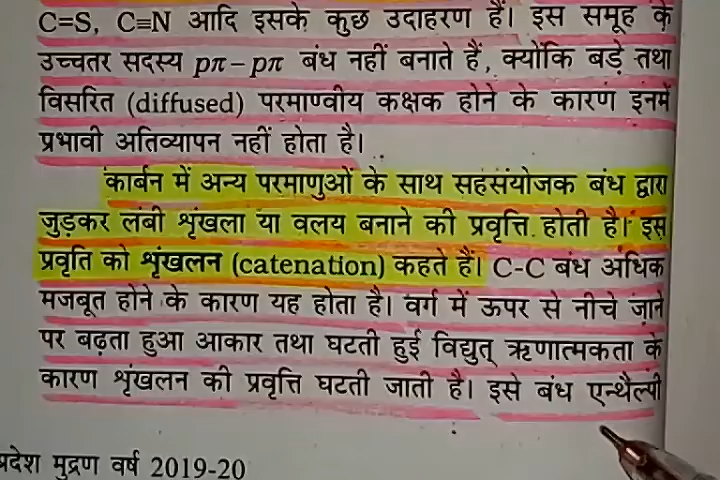 C=S, C≡N आदि इसके कुछ उदाहरण हैं। इस समूह के
उच्चतर सदस्य pπ – pπ बंध नहीं बनाते हैं, क्योंकि बड़े तथा
विसरित (diffused) परमाण्वीय कक्षक होने के कारण इनमें
प्रभावी अतिव्यापन नहीं होता है।
कार्बन में अन्य परमाणुओं के साथ सहसंयोजक बंध द्वारा
जुड़कर लंबी शृंखला या वलय बनाने की प्रवृत्ति होती है। इस
प्रवृति को शृंखलन (catenation) कहते हैं। C-C बंध अधिक
मजबूत होने के कारण यह होता है। वर्ग में ऊपर से नीचे जाने
पर बढ़ता हुआ आकार तथा घटती हुई विद्युत् ऋणात्मकता के
कारण शृंखलन की प्रवृत्ति घटती जाती है। इसे बंध एन्थैल्पी
प्रदेश मुद्रण वर्ष 2019-20